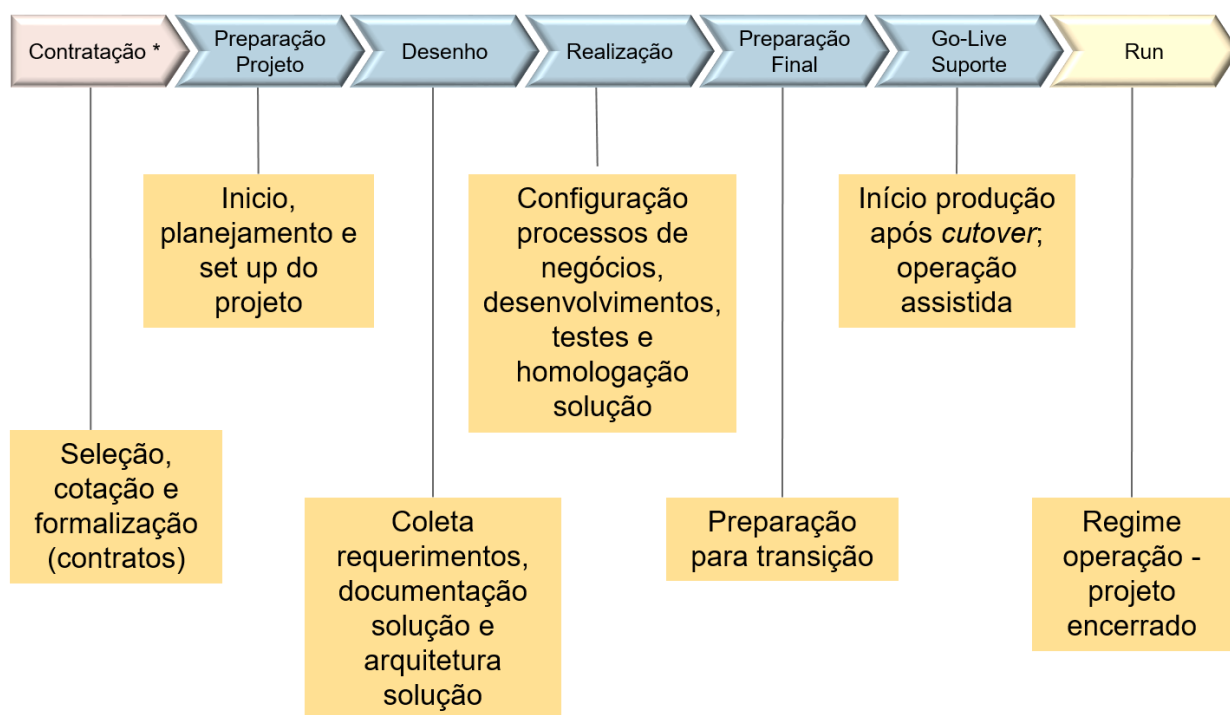 Contratação *
Preparação
Projeto
Desenho
Realização
Preparação
Final
Go-Live
Suporte
Run
Inicio,
planejamento e
set up do
projeto
Configuração
processos de
negócios,
desenvolvimentos,
testes e
homologação
solução
Início produção
após cutover;
operação
assistida
Seleção,
cotação e
formalização
(contratos)
Coleta
requerimentos,
documentação
solução e
arquitetura
solução
Preparação
para transição
Regime
operação -
projeto
encerrado